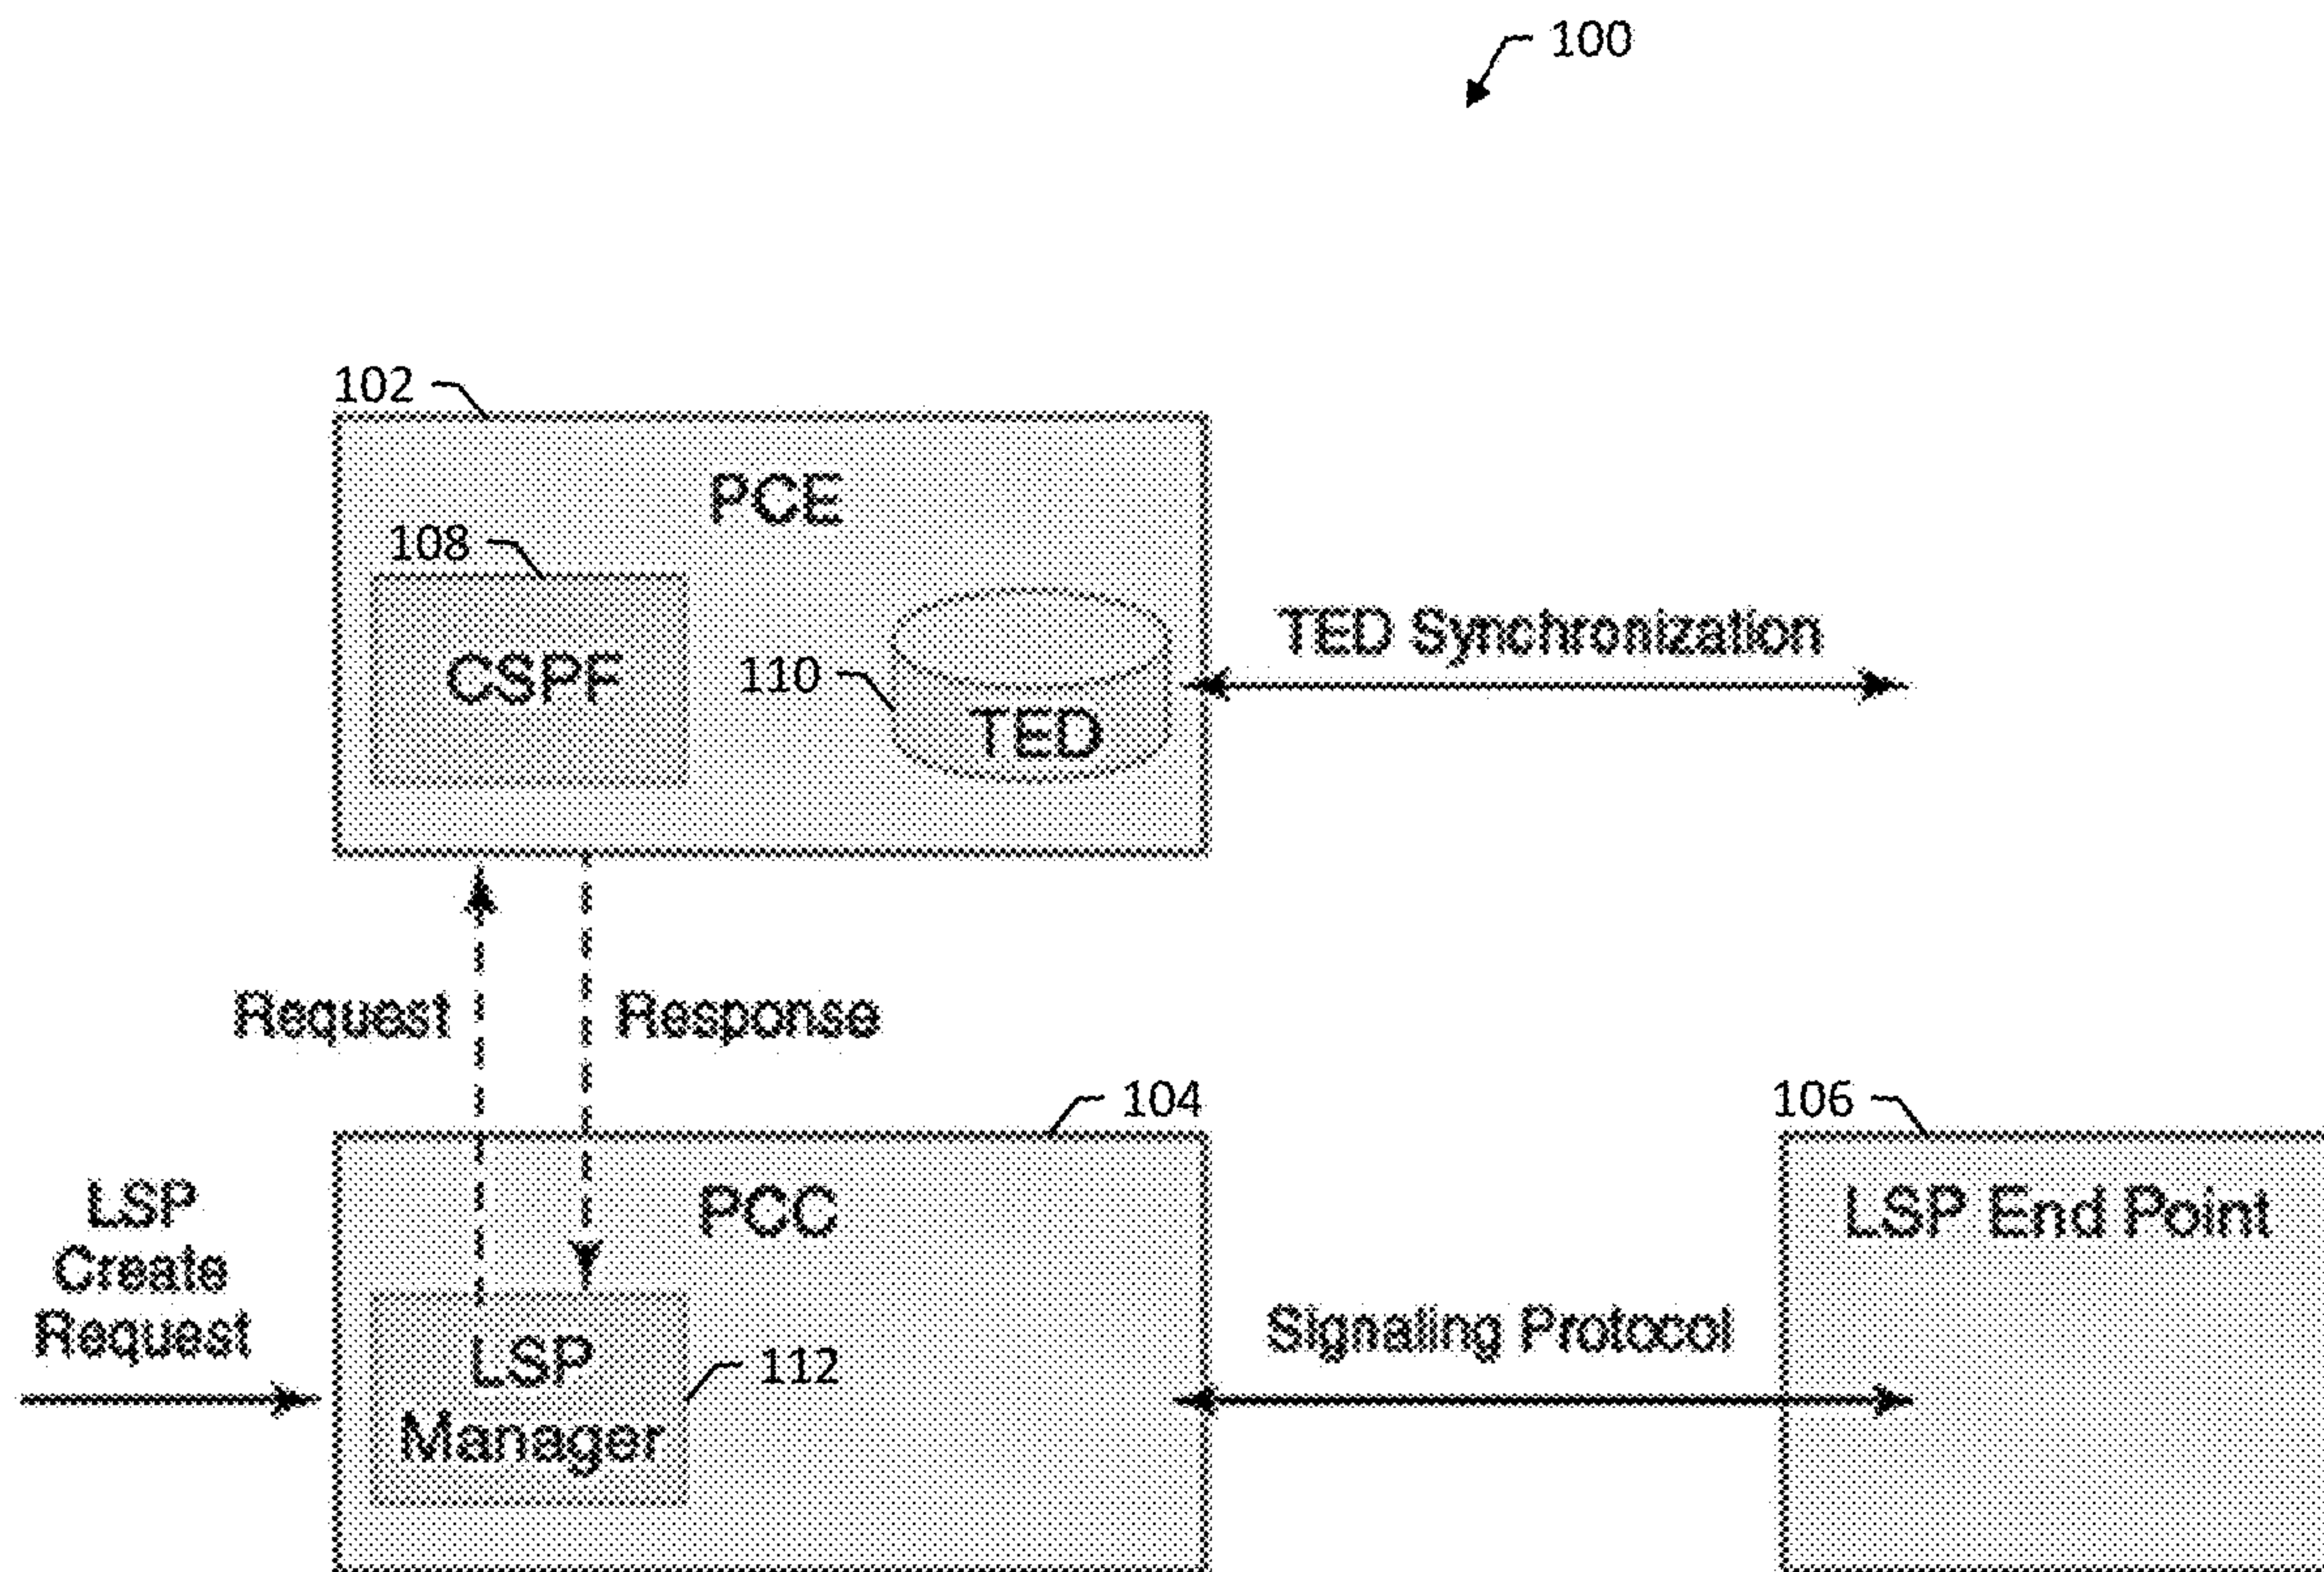 100
102
PCE
108
CSPF
110
TED
TED Synchronization
Request
Response
104
106
LSP
Create
Request
PCC
LSP End Point
LSP
Manager
112
Signaling Protocol